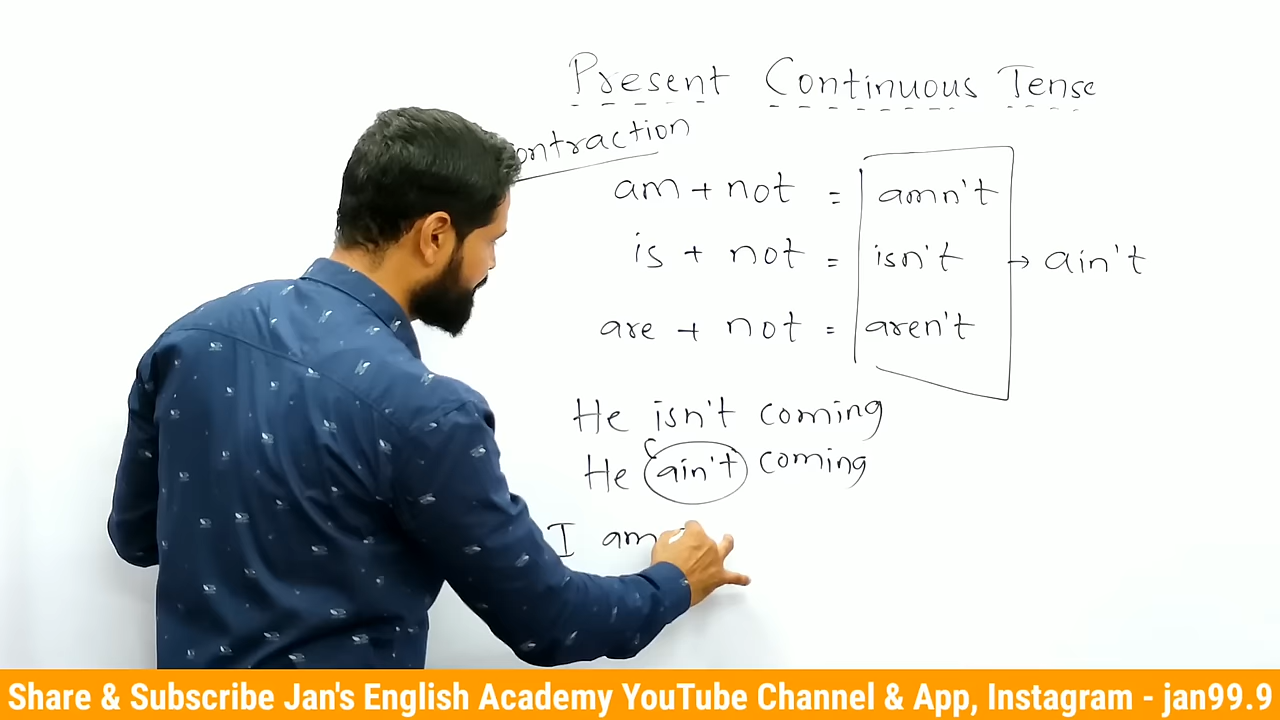 Present Continuous Tense
ontraction
am + not = amn't
is + not = isn't → ain't
are + not = aren't
He isn't coming
He ain't coming
I am
Share & Subscribe Jan's English Academy YouTube Channel & App, Instagram - jan99.9